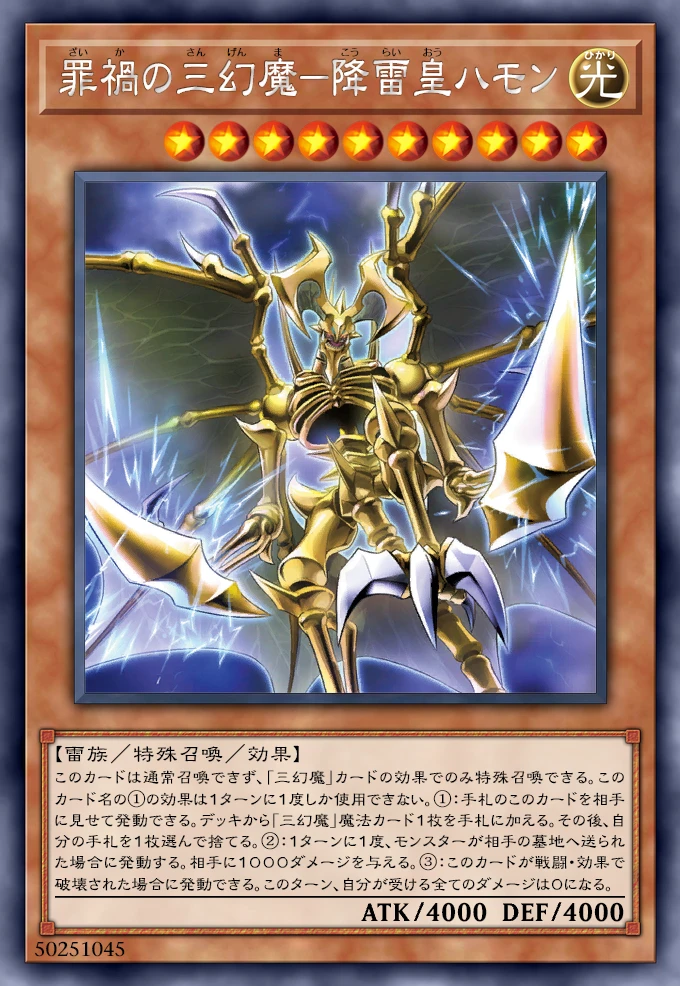 ざい か さん げん ま こう らい おう
罪禍の三幻魔－降雷皇ハモン
ひかり
光
【雷族／特殊召喚／効果】
このカードは通常召喚できず、「三幻魔」カードの効果でのみ特殊召喚できる。この
カード名の①の効果は1ターンに1度しか使用できない。①：手札のこのカードを相手
に見せて発動できる。デッキから「三幻魔」魔法カード1枚を手札に加える。その後、自
分の手札を1枚選んで捨てる。②：1ターンに1度、モンスターが相手の墓地へ送られ
た場合に発動する。相手に1000ダメージを与える。③：このカードが戦闘・効果で
破壊された場合に発動できる。このターン、自分が受ける全てのダメージは0になる。
ATK/4000 DEF/4000
50251045